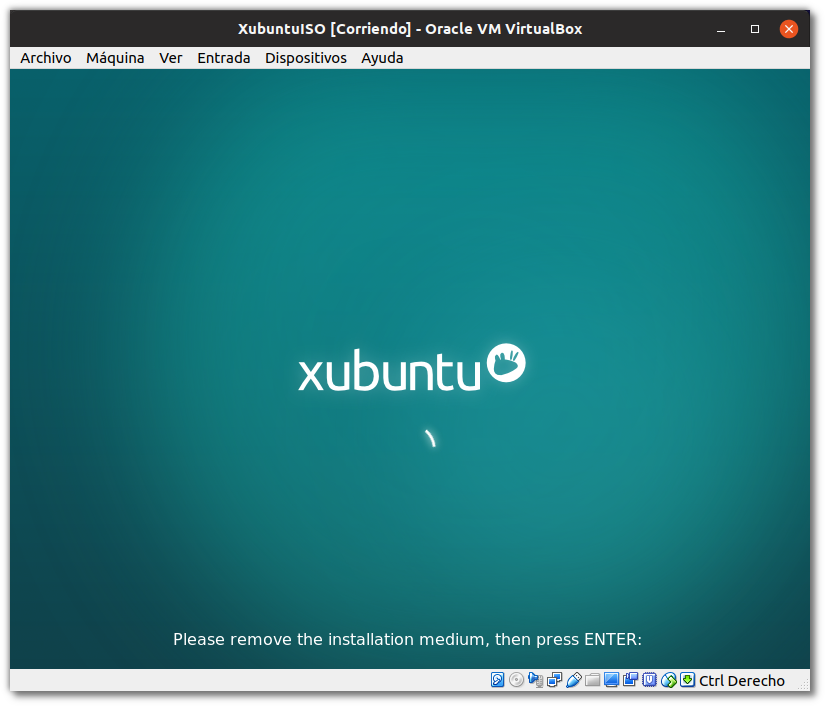 XubuntuISO [Corriendo] - Oracle VM VirtualBox
Archivo Máquina Ver Entrada Dispositivos Ayuda
xubuntu
Please remove the installation medium, then press ENTER:
Ctrl Derecho